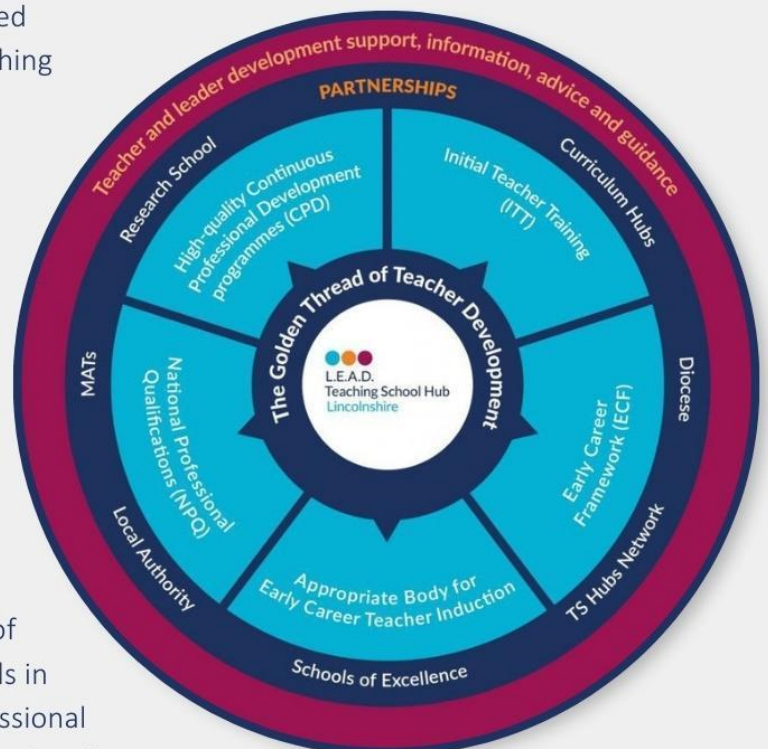 hing
Teacher and leader development support, information, advice and guidance
PARTNERSHIPS
Research School
Curriculum Hubs
High-quality Continuous
Professional Development
programmes (CPD)
Initial Teacher Training
(ITT)
The Golden Thread of Teacher Development
L.E.A.D.
Teaching School Hub
Lincolnshire
MATs
Diocese
National Professional
Qualifications (NPQ)
Early Career
Framework (ECF)
Local Authority
TS Hubs Network
Appropriate Body for
Early Career Teacher Induction
Schools of Excellence
of
ls in
essional